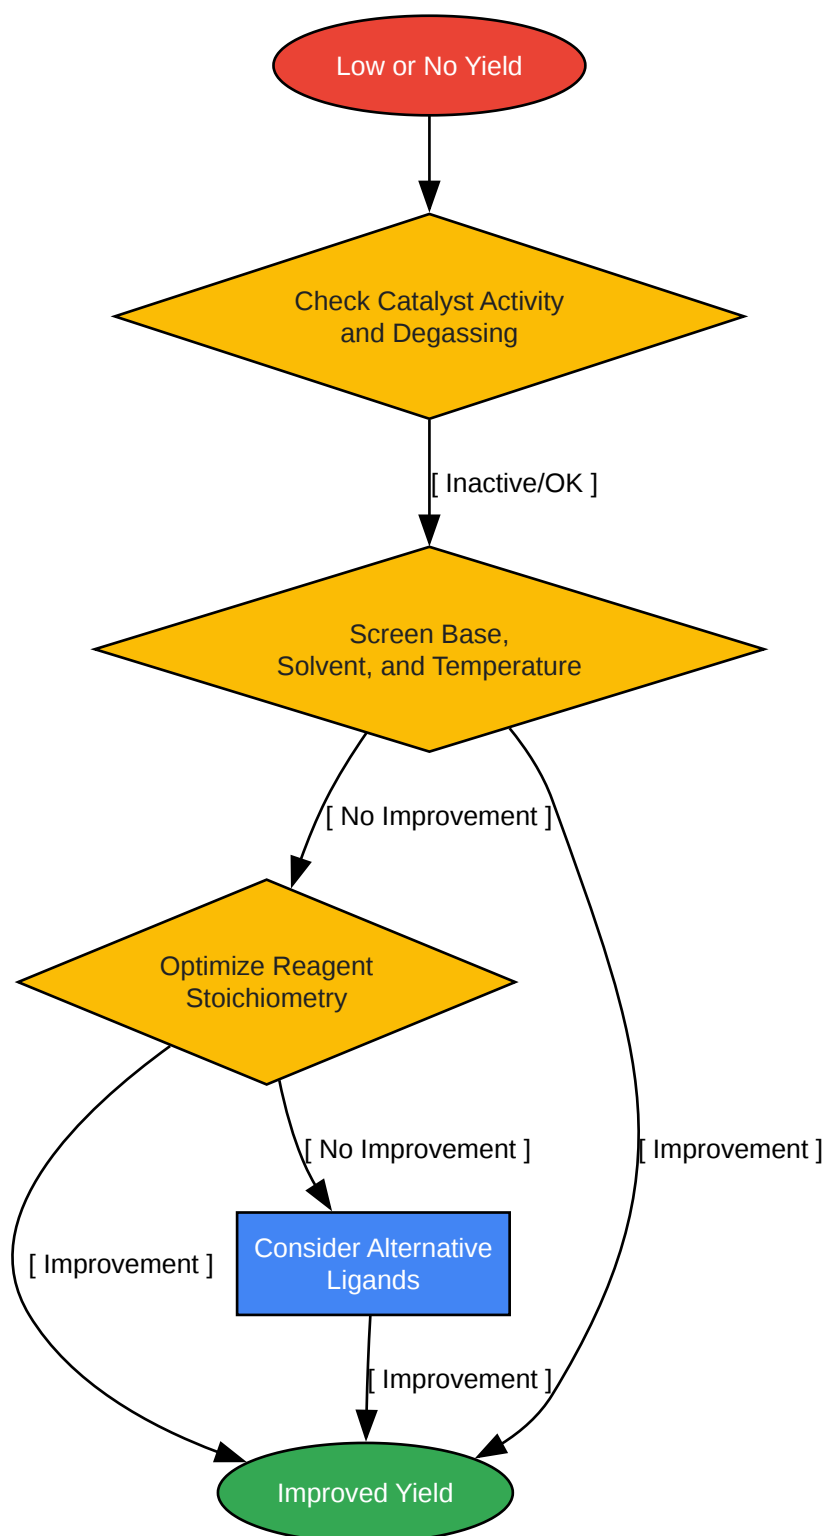 Low or No Yield
Check Catalyst Activity
and Degassing
[ Inactive/OK ]
Screen Base,
Solvent, and Temperature
[ No Improvement ]
Optimize Reagent
Stoichiometry
[ No Improvement ]
[ Improvement ]
Consider Alternative
Ligands
[ Improvement ]
[ Improvement ]
Improved Yield